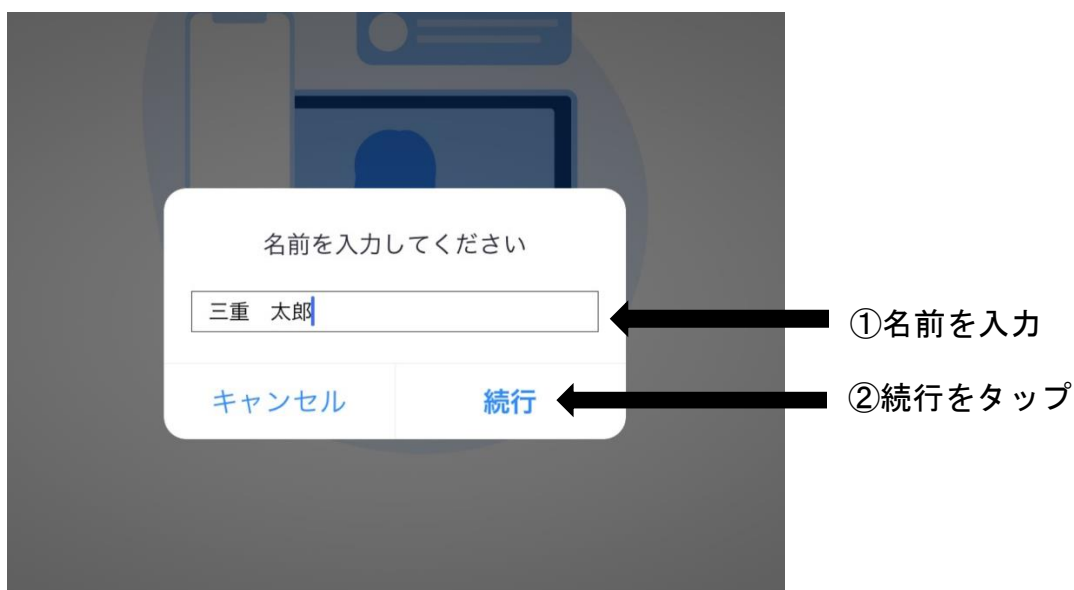 名前を入力してください
三重　太郎
①名前を入力
キャンセル
続行
②続行をタップ